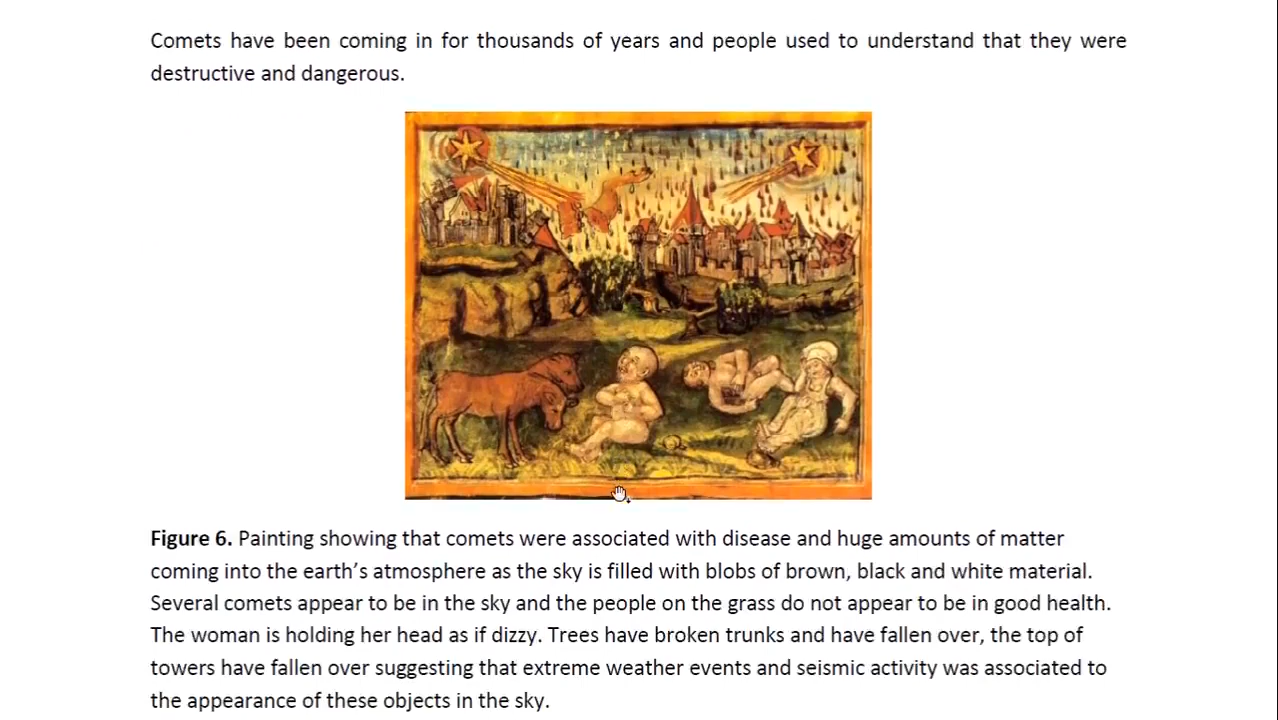 Comets have been coming in for thousands of years and people used to understand that they were
destructive and dangerous.
Figure 6. Painting showing that comets were associated with disease and huge amounts of matter
coming into the earth's atmosphere as the sky is filled with blobs of brown, black and white material.
Several comets appear to be in the sky and the people on the grass do not appear to be in good health.
The woman is holding her head as if dizzy. Trees have broken trunks and have fallen over, the top of
towers have fallen over suggesting that extreme weather events and seismic activity was associated to
the appearance of these objects in the sky.